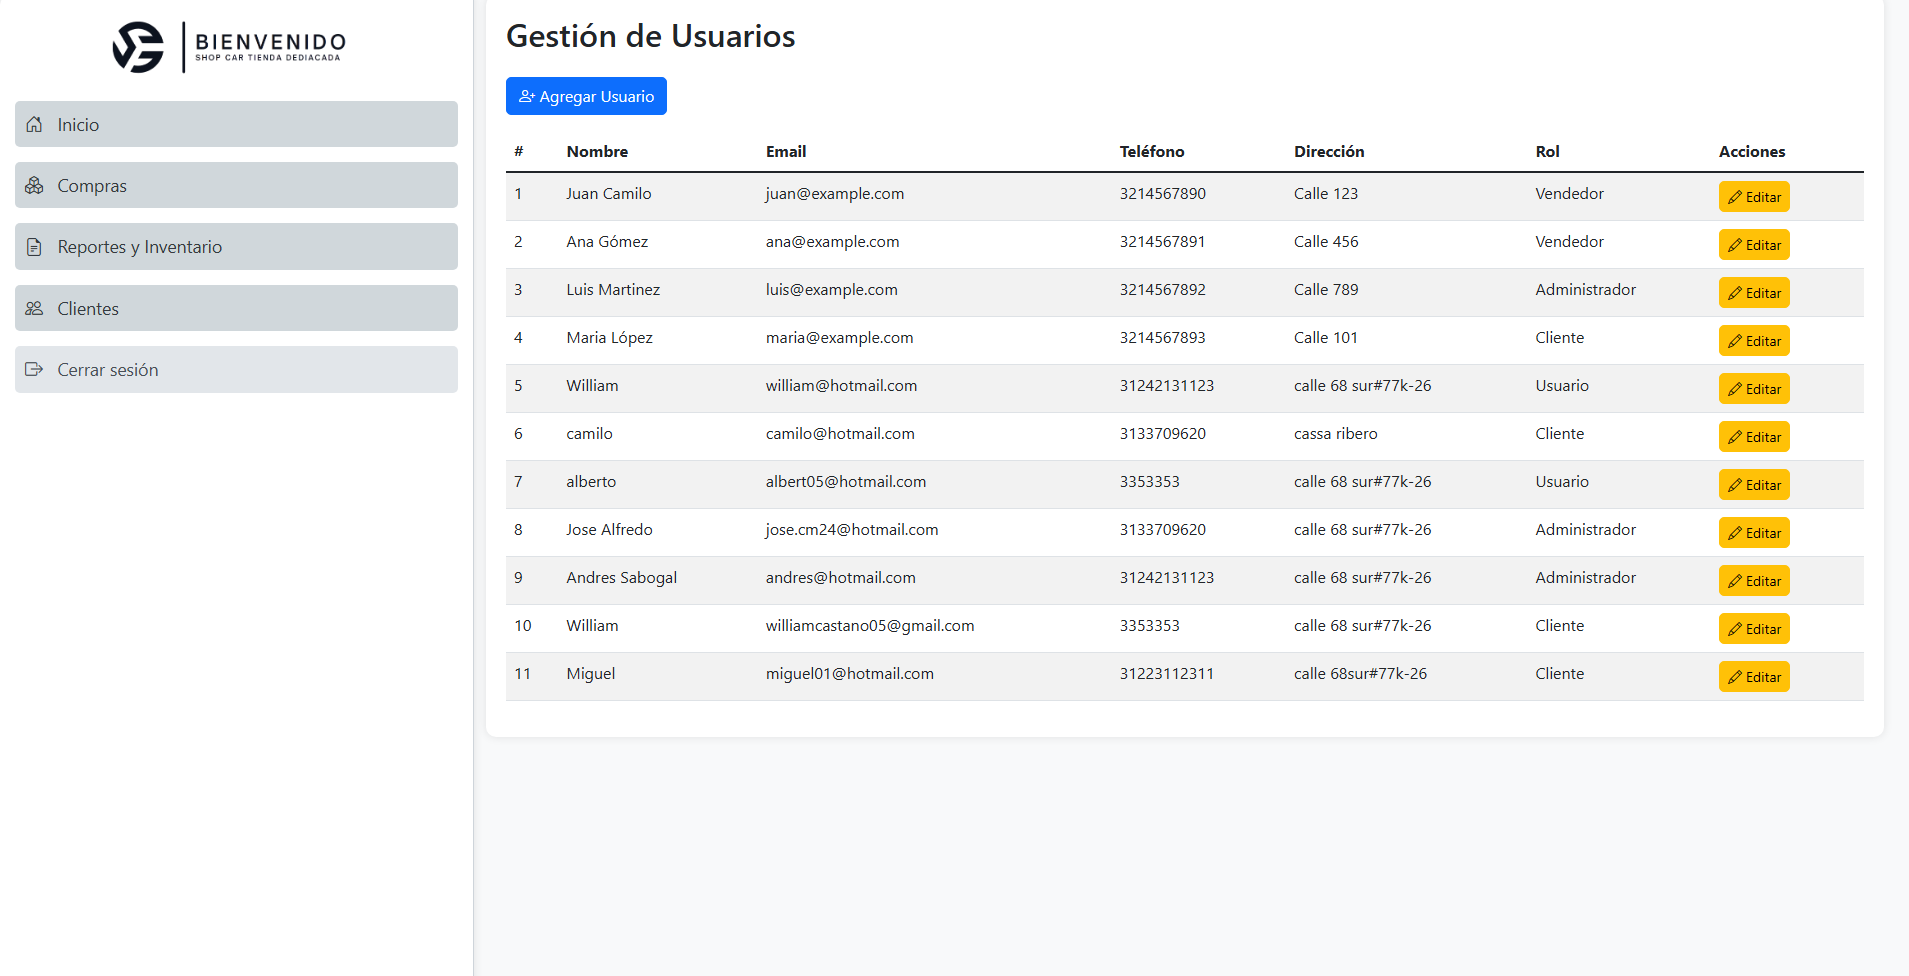 BIENVENIDO
SHOP CAR TIENDA DEDIACADA
Inicio
Compras
Reportes y Inventario
Clientes
Cerrar sesión
Gestión de Usuarios
Agregar Usuario
# Nombre Email Teléfono Dirección Rol Acciones
1 Juan Camilo juan@example.com 3214567890 Calle 123 Vendedor Editar
2 Ana Gómez ana@example.com 3214567891 Calle 456 Vendedor Editar
3 Luis Martinez luis@example.com 3214567892 Calle 789 Administrador Editar
4 Maria López maria@example.com 3214567893 Calle 101 Cliente Editar
5 William william@hotmail.com 31242131123 calle 68 sur#77k-26 Usuario Editar
6 camilo camilo@hotmail.com 3133709620 cassa ribero Cliente Editar
7 alberto albert05@hotmail.com 3353353 calle 68 sur#77k-26 Usuario Editar
8 Jose Alfredo jose.cm24@hotmail.com 3133709620 calle 68 sur#77k-26 Administrador Editar
9 Andres Sabogal andres@hotmail.com 31242131123 calle 68 sur#77k-26 Administrador Editar
10 William williamcastano05@gmail.com 3353353 calle 68 sur#77k-26 Cliente Editar
11 Miguel miguel01@hotmail.com 31223112311 calle 68sur#77k-26 Cliente Editar